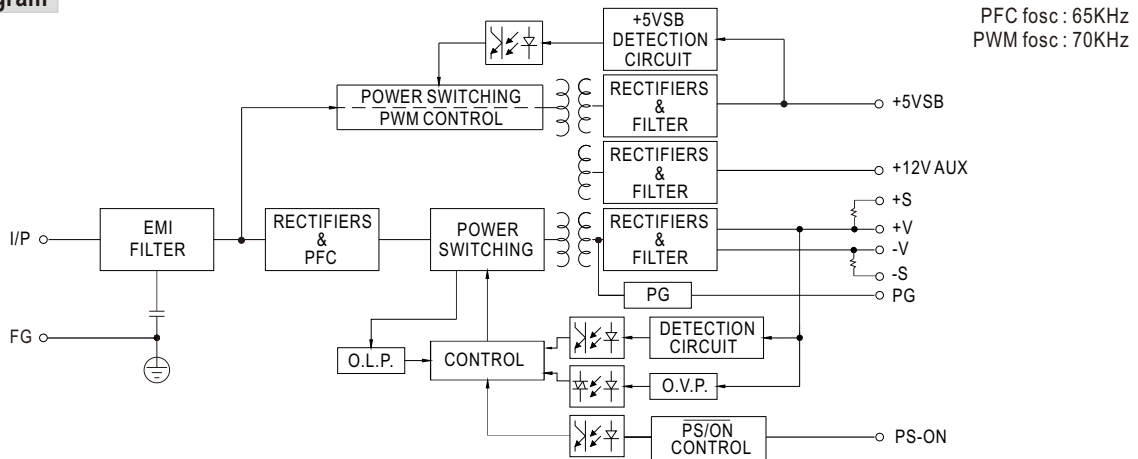 gram
PFC fosc : 65KHz
PWM fosc : 70KHz
+5VSB
DETECTION
CIRCUIT
POWER SWITCHING
PWM CONTROL
RECTIFIERS
&
FILTER
+5VSB
RECTIFIERS
&
FILTER
+12V AUX
I/P
EMI
FILTER
RECTIFIERS
&
PFC
POWER
SWITCHING
RECTIFIERS
&
FILTER
+S
+V
-V
-S
PG
PG
FG
O.L.P.
CONTROL
DETECTION
CIRCUIT
O.V.P.
PS/ON
CONTROL
PS-ON